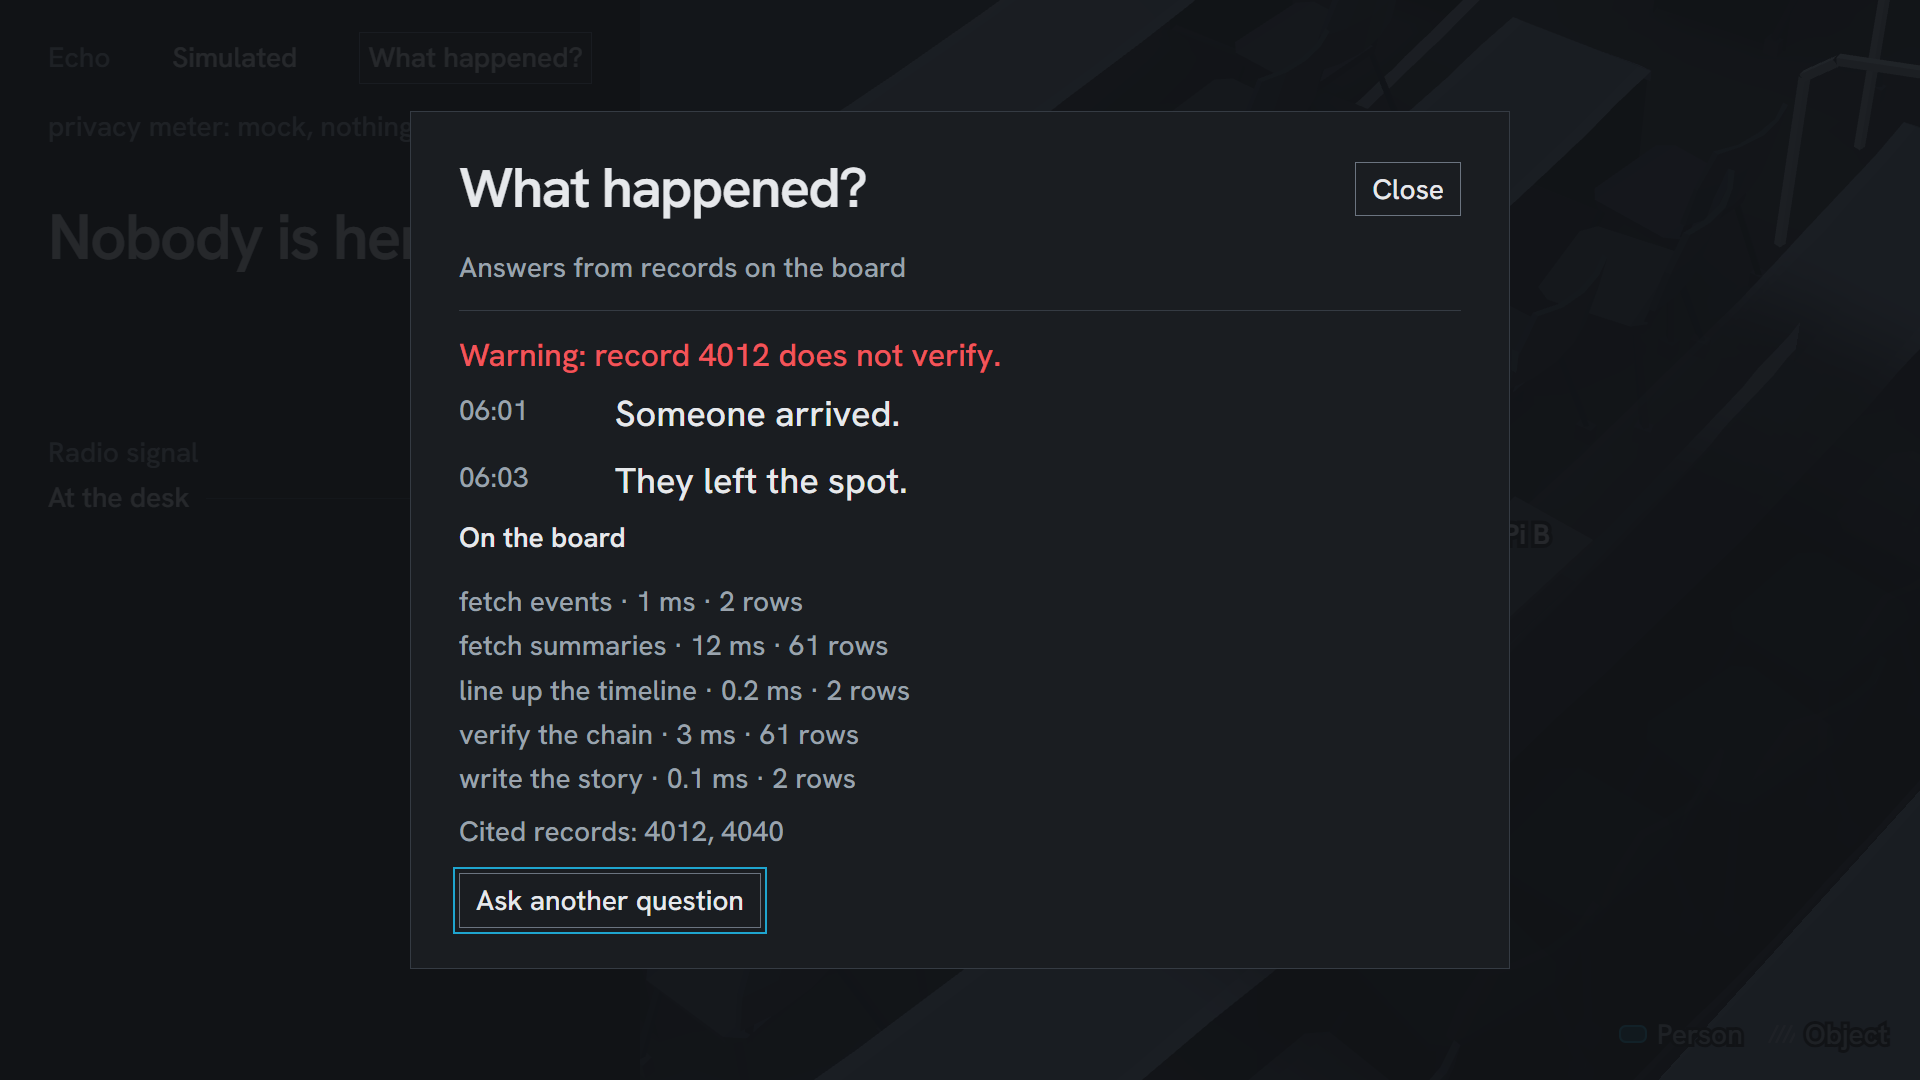 Echo Simulated What happened?
privacy meter: mock, nothing
Nobody is
Radio signal
At the desk
What happened?
Close
Answers from records on the board
Warning: record 4012 does not verify.
06:01 Someone arrived.
06:03 They left the spot.
On the board
fetch events · 1 ms · 2 rows
fetch summaries · 12 ms · 61 rows
line up the timeline · 0.2 ms · 2 rows
verify the chain · 3 ms · 61 rows
write the story · 0.1 ms · 2 rows
Cited records: 4012, 4040
Ask another question
Pi B
Person Object